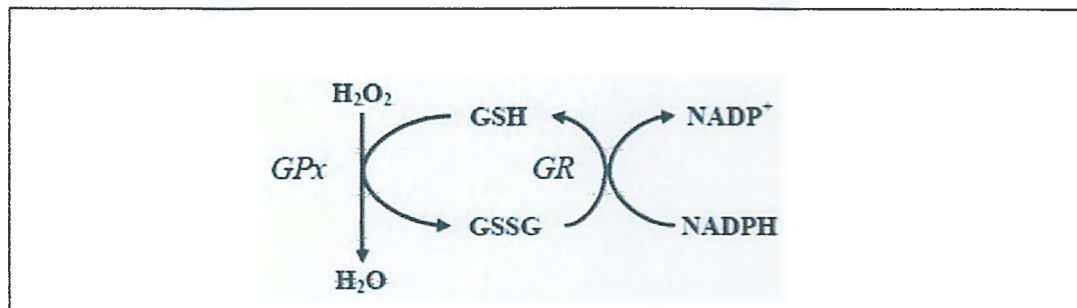 H₂O₂
GSH NADP⁺
GPx GR
GSSG NADPH
H₂O